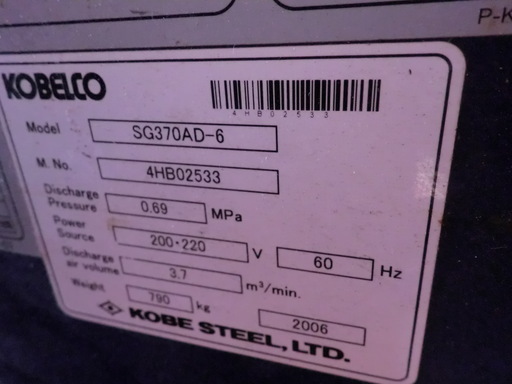 P-K
KOBELCO
4HB02533
Model SG370AD-6
M. No. 4HB02533
Discharge Pressure 0.69 MPa
Power Source 200・220 V 60 Hz
Discharge air volume 3.7 m³/min.
Weight 790 kg 2006
KOBE STEEL, LTD.